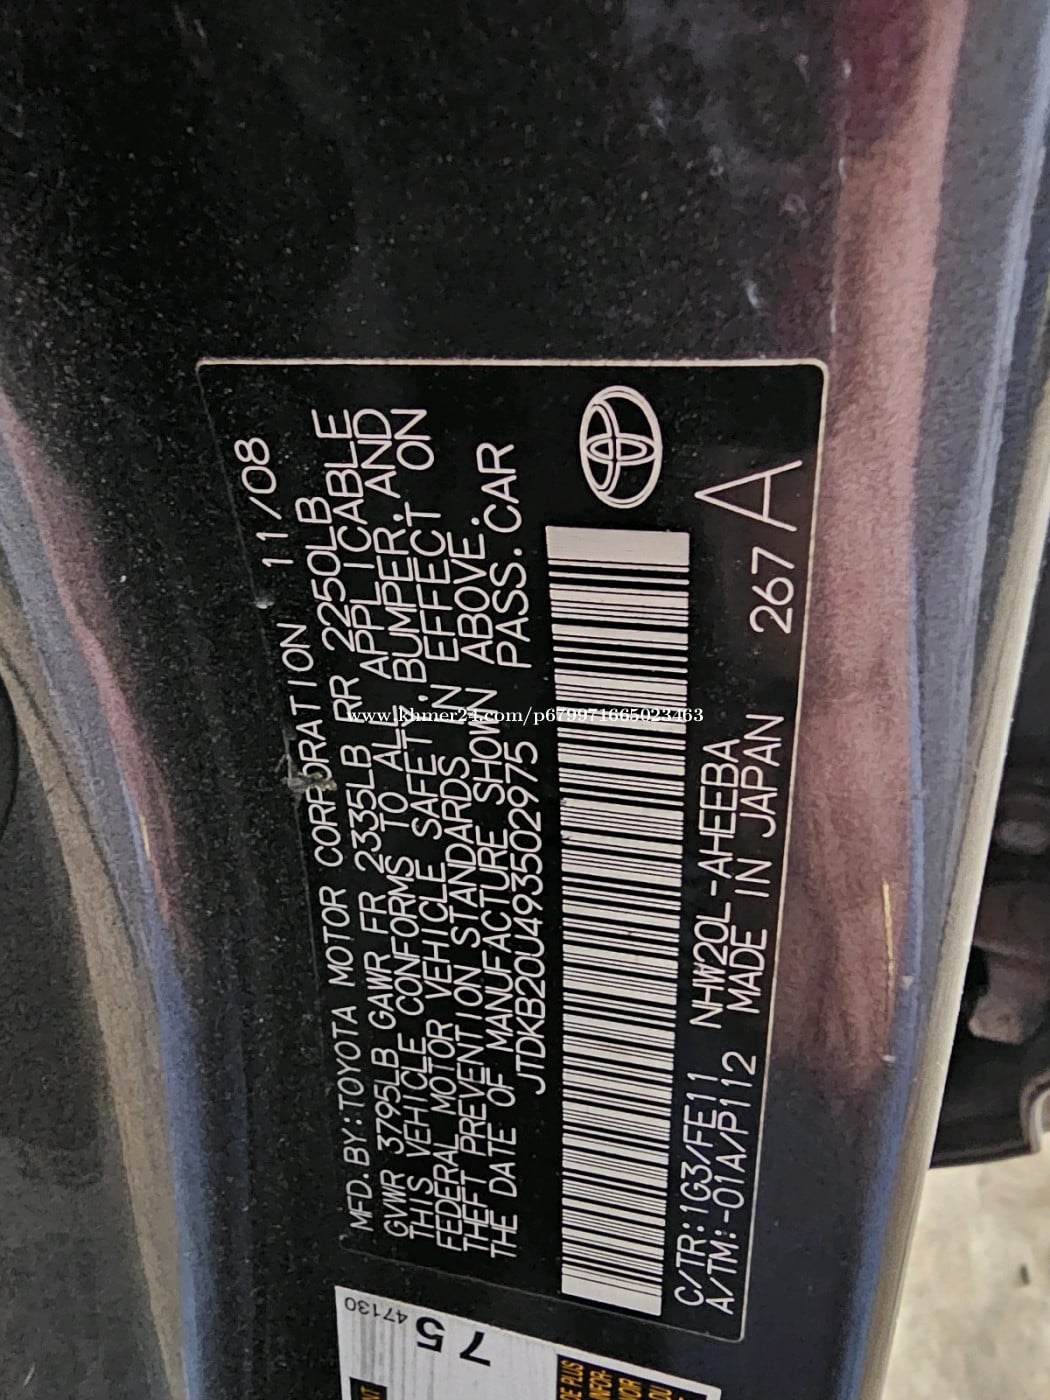 MFD. BY: TOYOTA MOTOR CORPORATION 11/08
GVWR 3795LB GAWR FR 2335LB RR 2250LB
THIS VEHICLE CONFORMS TO ALL APPLICABLE
FEDERAL MOTOR VEHICLE SAFETY, BUMPER, AND
THEFT PREVENTION STANDARDS IN EFFECT ON
THE DATE OF MANUFACTURE SHOWN ABOVE.
JTDKB20U493502975 PASS. CAR
C/TR: 1G3/FE11 NHW20L-AHEEBA
A/TM: -01A/P112 MADE IN JAPAN 267 A
47130
75
www.khmer24.com/p679971665023463